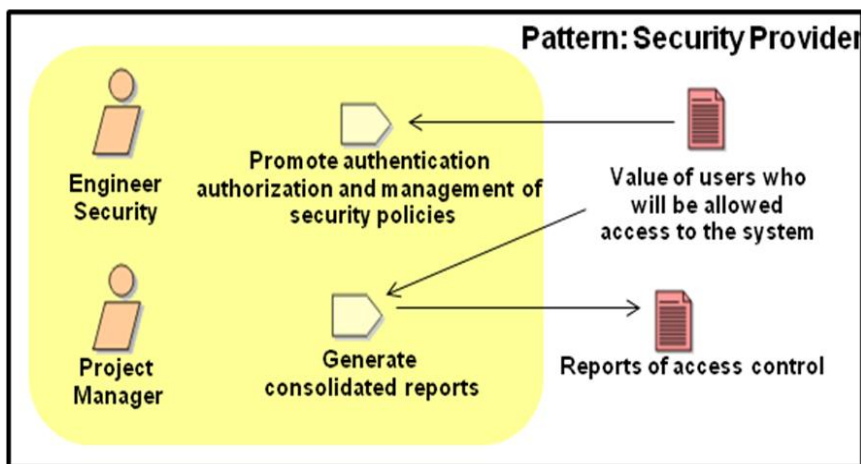 Pattern: Security Provider
Engineer
Security
Promote authentication
authorization and management of
security policies
Value of users who
will be allowed
access to the system
Project
Manager
Generate
consolidated reports
Reports of access control